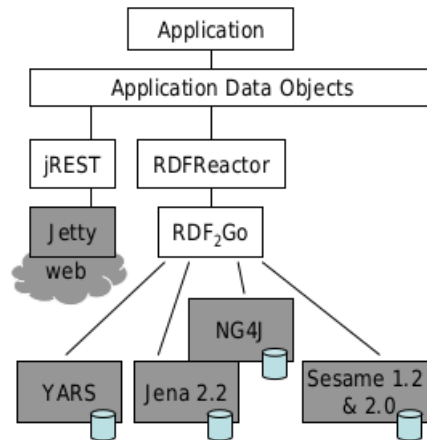 Application
Application Data Objects
jREST
RDFReactor
Jetty
RDF₂Go
web
NG4J
YARS
Jena 2.2
Sesame 1.2
& 2.0